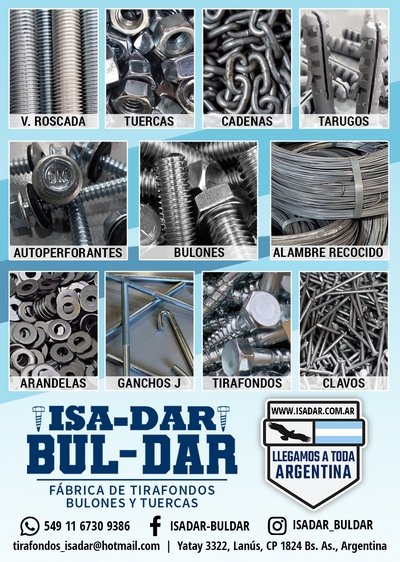 V. ROSCADA
TUERCAS
CADENAS
TARUGOS
AUTOPERFORANTES
BULONES
ALAMBRE RECOCIDO
ARANDELAS
GANCHOS J
TIRAFONDOS
CLAVOS
ISA-DAR
BUL-DAR
FÁBRICA DE TIRAFONDOS
BULONES Y TUERCAS
WWW.ISADAR.COM.AR
LLEGAMOS A TODA
ARGENTINA
549 11 6730 9386
ISADAR-BULDAR
ISADAR_BULDAR
tirafondos_isadar@hotmail.com | Yatay 3322, Lanús, CP 1824 Bs. As., Argentina